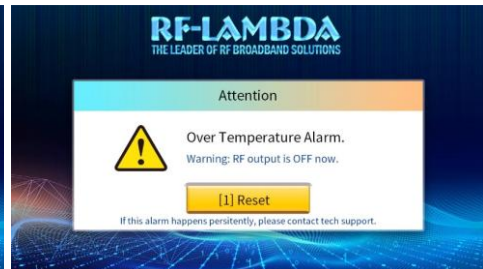 RF-LAMBDA
THE LEADER OF RF BROADBAND SOLUTIONS
Attention
Over Temperature Alarm.
Warning: RF output is OFF now.
[1] Reset
If this alarm happens persitently, please contact tech support.